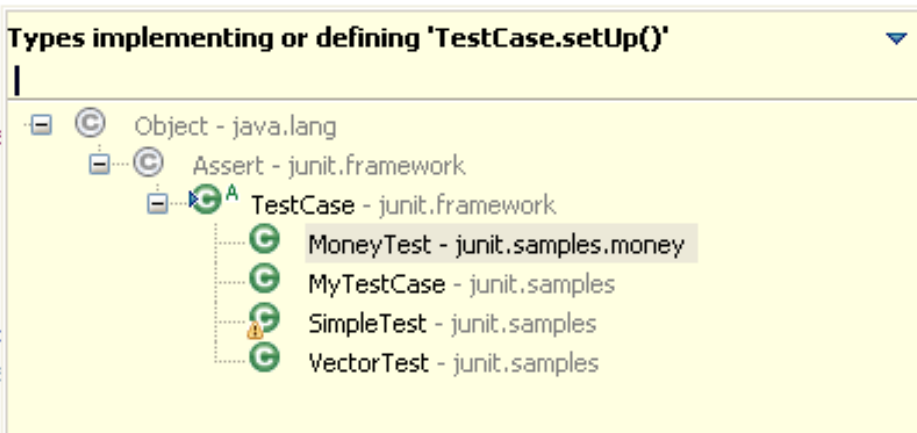 Types implementing or defining 'TestCase.setUp()'
C Object - java.lang
C Assert - junit.framework
C A TestCase - junit.framework
C MoneyTest - junit.samples.money
C MyTestCase - junit.samples
C SimpleTest - junit.samples
C VectorTest - junit.samples